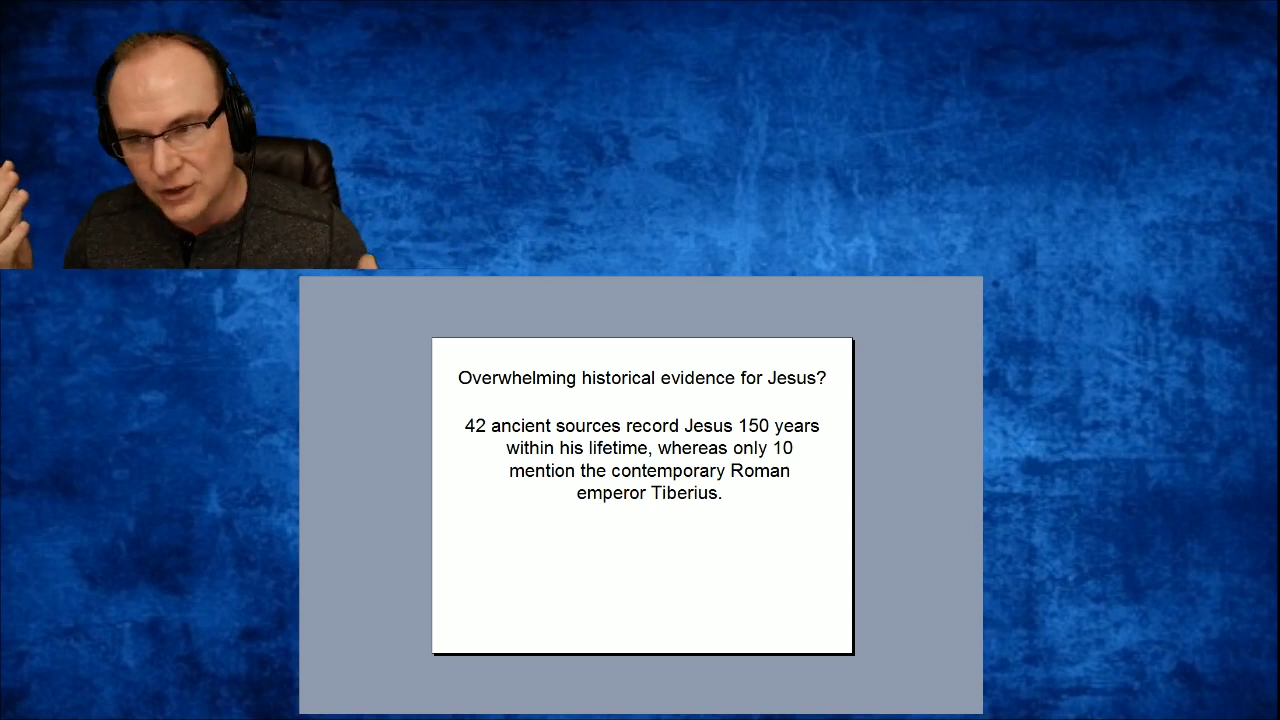 Overwhelming historical evidence for Jesus?
42 ancient sources record Jesus 150 years
within his lifetime, whereas only 10
mention the contemporary Roman
emperor Tiberius.